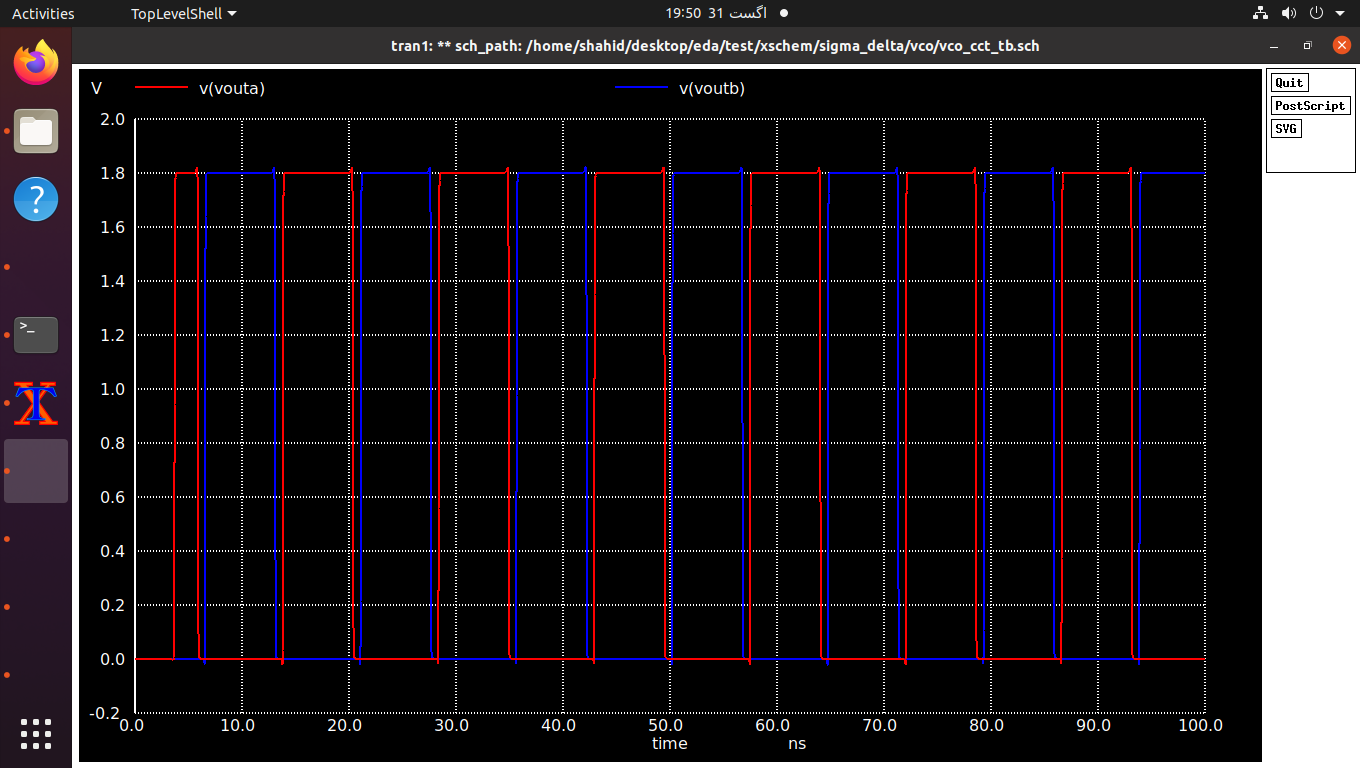 Activities
TopLevelShell
19:50 31 اگست
tran1: ** sch_path: /home/shahid/desktop/eda/test/xschem/sigma_delta/vco/vco_cct_tb.sch
V
v(vouta)
v(voutb)
Quit
PostScript
SVG
2.0
1.8
1.6
1.4
1.2
1.0
0.8
0.6
0.4
0.2
0.0
-0.2
0.0 10.0 20.0 30.0 40.0 50.0 60.0 70.0 80.0 90.0 100.0
time ns
?
>_
X
T